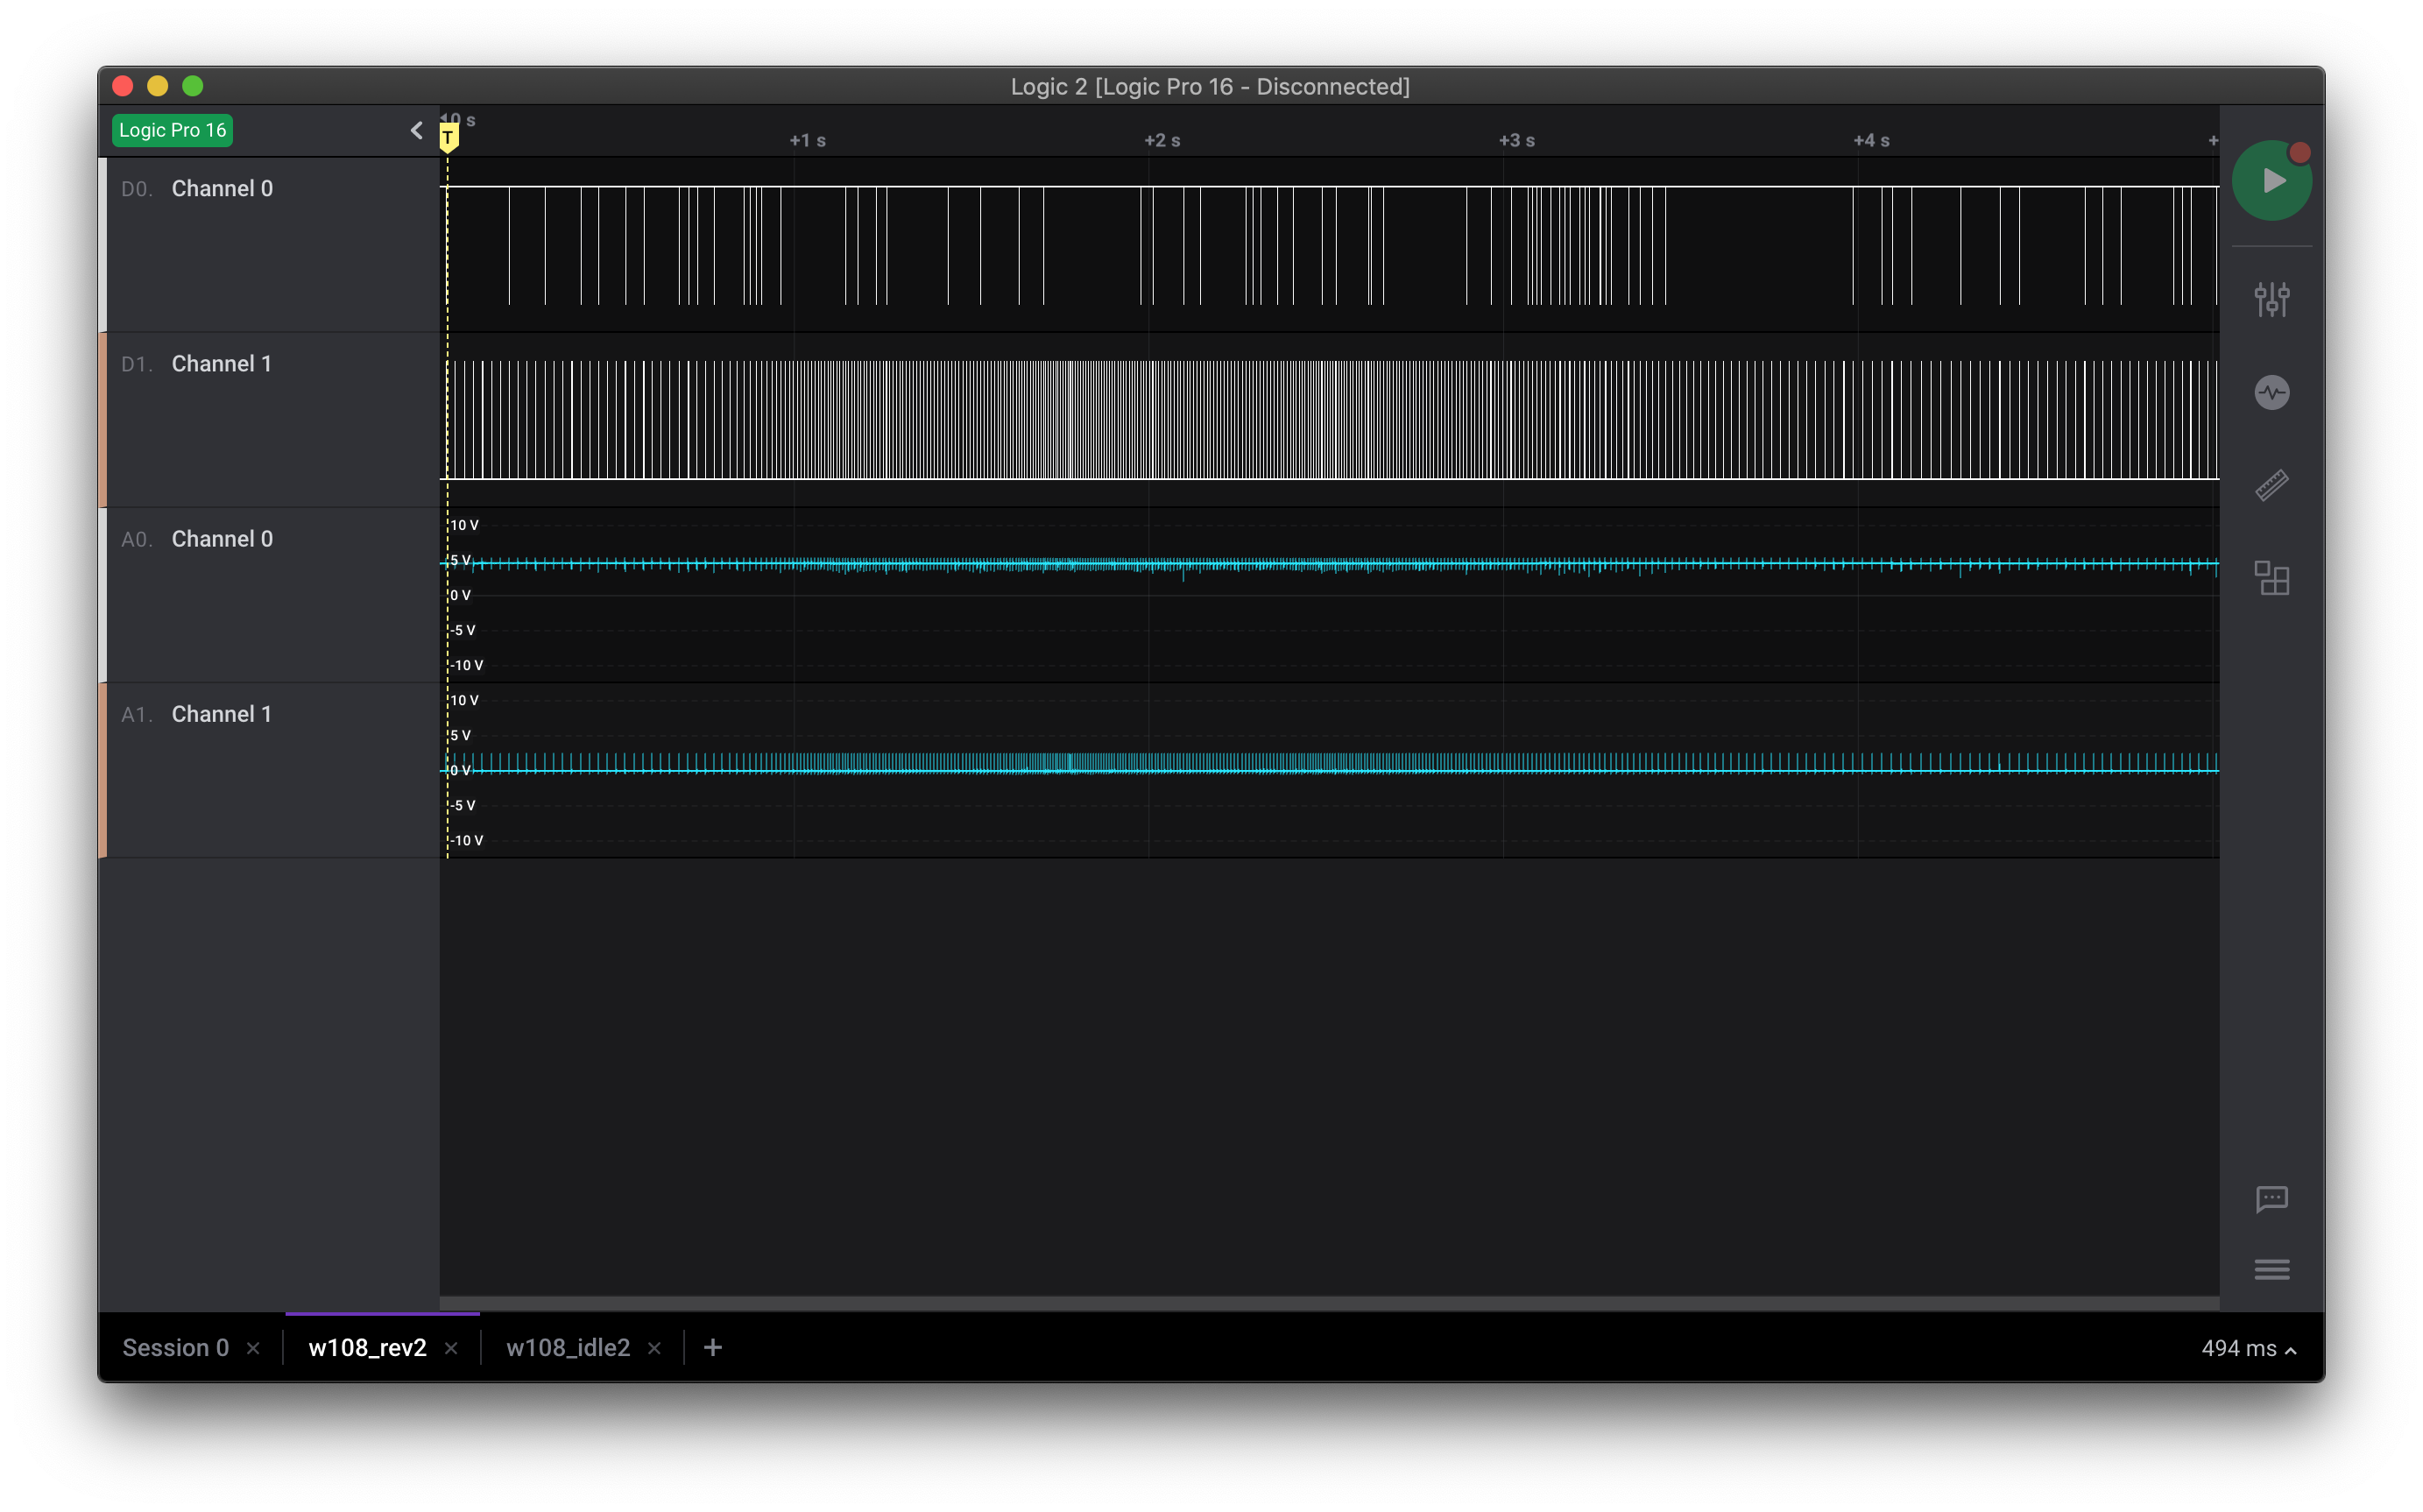 Logic 2 [Logic Pro 16 - Disconnected]
Logic Pro 16
0 s
T
+1 s
+2 s
+3 s
+4 s
+
D0. Channel 0
D1. Channel 1
A0. Channel 0
10 V
5 V
0 V
-5 V
-10 V
A1. Channel 1
10 V
5 V
0 V
-5 V
-10 V
Session 0
w108_rev2
w108_idle2
+
494 ms